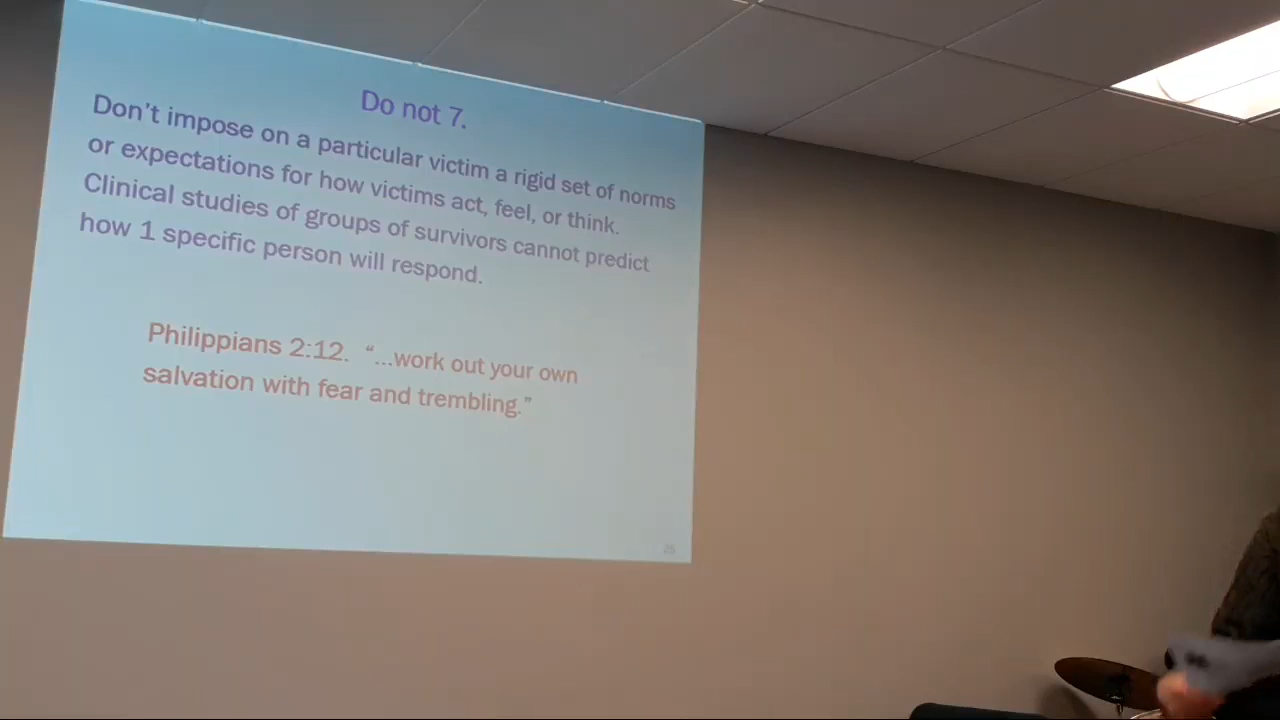 Do not 7.
Don't impose on a particular victim a rigid set of norms
or expectations for how victims act, feel, or think.
Clinical studies of groups of survivors cannot predict
how 1 specific person will respond.
Philippians 2:12. “...work out your own
salvation with fear and trembling.”